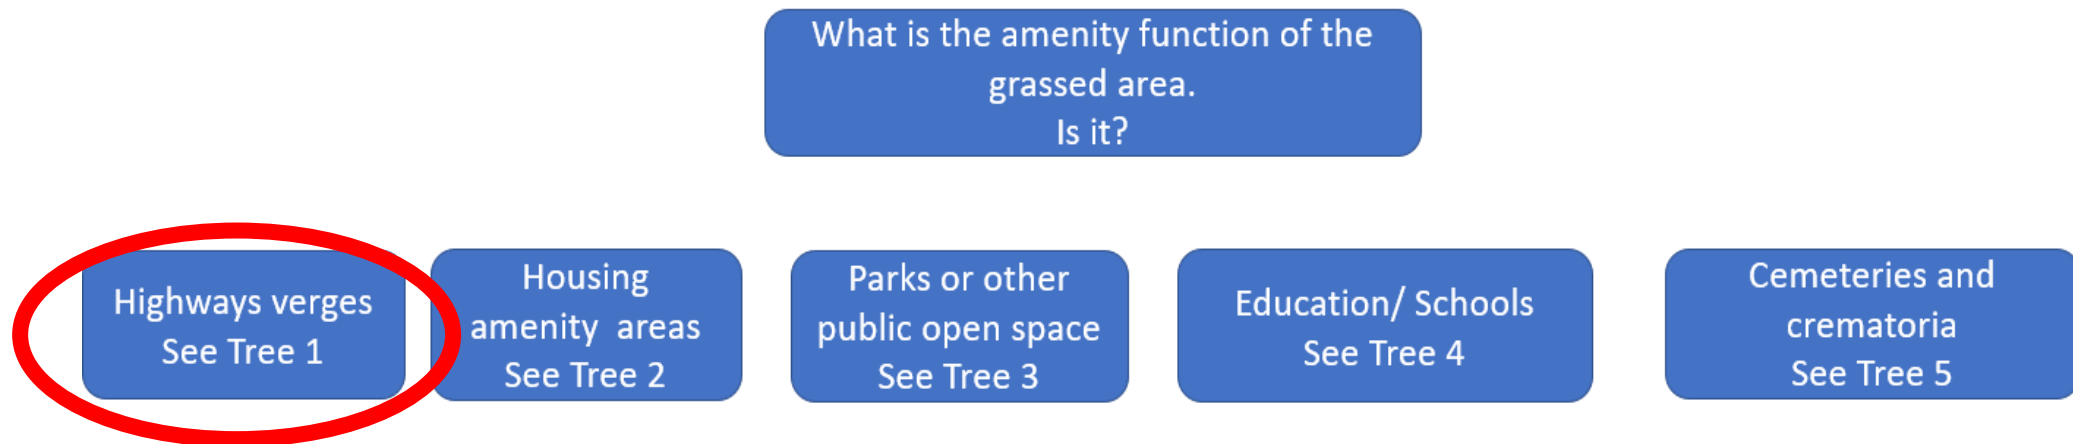 What is the amenity function of the
grassed area.
Is it?
Highways verges
See Tree 1
Housing
amenity  areas
See Tree 2
Parks or other
public open space
See Tree 3
Education/ Schools
See Tree 4
Cemeteries and
crematoria
See Tree 5